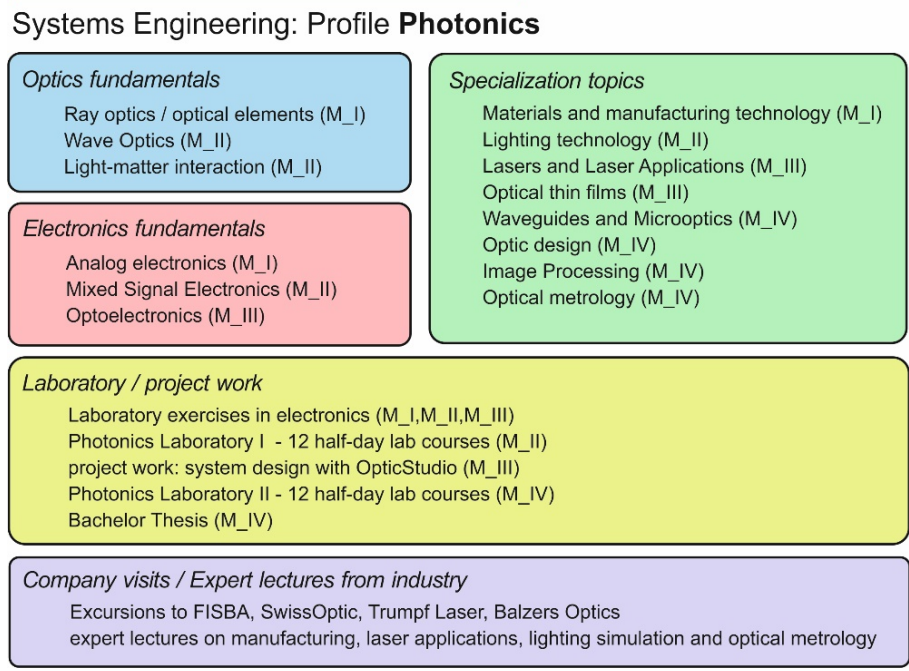 Systems Engineering: Profile Photonics
Optics fundamentals
Ray optics / optical elements (M_I)
Wave Optics (M_II)
Light-matter interaction (M_II)
Electronics fundamentals
Analog electronics (M_I)
Mixed Signal Electronics (M_II)
Optoelectronics (M_III)
Specialization topics
Materials and manufacturing technology (M_I)
Lighting technology (M_II)
Lasers and Laser Applications (M_III)
Optical thin films (M_III)
Waveguides and Microoptics (M_IV)
Optic design (M_IV)
Image Processing (M_IV)
Optical metrology (M_IV)
Laboratory / project work
Laboratory exercises in electronics (M_I,M_II,M_III)
Photonics Laboratory I - 12 half-day lab courses (M_II)
project work: system design with OpticStudio (M_III)
Photonics Laboratory II - 12 half-day lab courses (M_IV)
Bachelor Thesis (M_IV)
Company visits / Expert lectures from industry
Excursions to FISBA, SwissOptic, Trumpf Laser, Balzers Optics
expert lectures on manufacturing, laser applications, lighting simulation and optical metrology